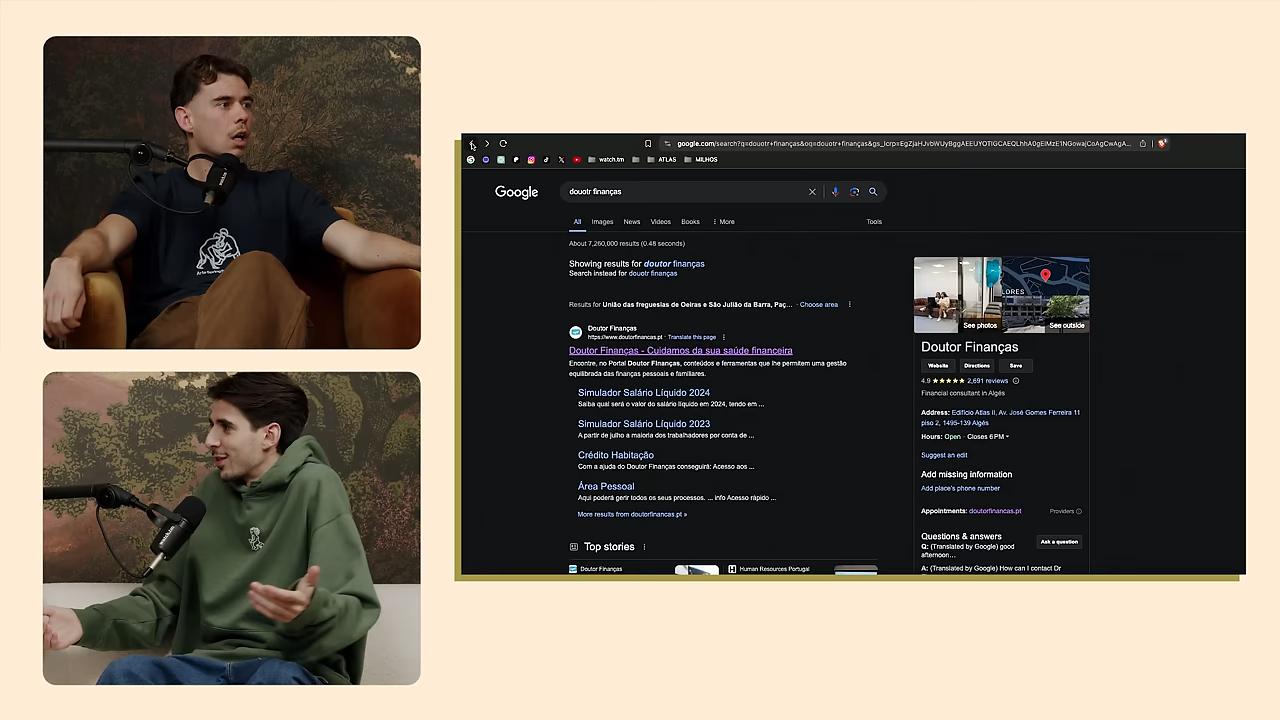 watch.tm
watch.tm
google.com/search?q=douotr+finanças&oq=douotr+finanças&gs_lcrp=EgZjaHJvbWUyBggAEEUYOTIGCAEQLhhA0gEIMzE1NGowajCoAgCwAgA...
watch.tm
ATLAS
MILHOS
Google
douotr finanças
All Images News Videos Books More Tools
About 7,260,000 results (0.48 seconds)
Showing results for doutor finanças
Search instead for douotr finanças
Results for União das freguesias de Oeiras e São Julião da Barra, Paç... · Choose area
Doutor Finanças
https://www.doutorfinancas.pt · Translate this page
Doutor Finanças - Cuidamos da sua saúde financeira
Encontre, no Portal Doutor Finanças, conteúdos e ferramentas que lhe permitem uma gestão
equilibrada das finanças pessoais e familiares.
Simulador Salário Líquido 2024
Saiba qual será o valor do salário líquido em 2024, tendo em ...
Simulador Salário Líquido 2023
A partir de julho a maioria dos trabalhadores por conta de ...
Crédito Habitação
Com a ajuda do Doutor Finanças conseguirá: Acesso aos ...
Área Pessoal
Aqui poderá gerir todos os seus processos. ... info Acesso rápido ...
More results from doutorfinancas.pt »
Top stories
Doutor Finanças
Human Resources Portugal
LORES
See photos
See outside
Doutor Finanças
Website Directions Save
4.9 ★★★★★ 2,691 reviews
Financial consultant in Algés
Address: Edifício Atlas II, Av. José Gomes Ferreira 11
piso 2, 1495-139 Algés
Hours: Open · Closes 6 PM
Suggest an edit
Add missing information
Add place's phone number
Appointments: doutorfinancas.pt Providers
Questions & answers
Ask a question
Q: (Translated by Google) good
afternoon...
A: (Translated by Google) How can I contact Dr